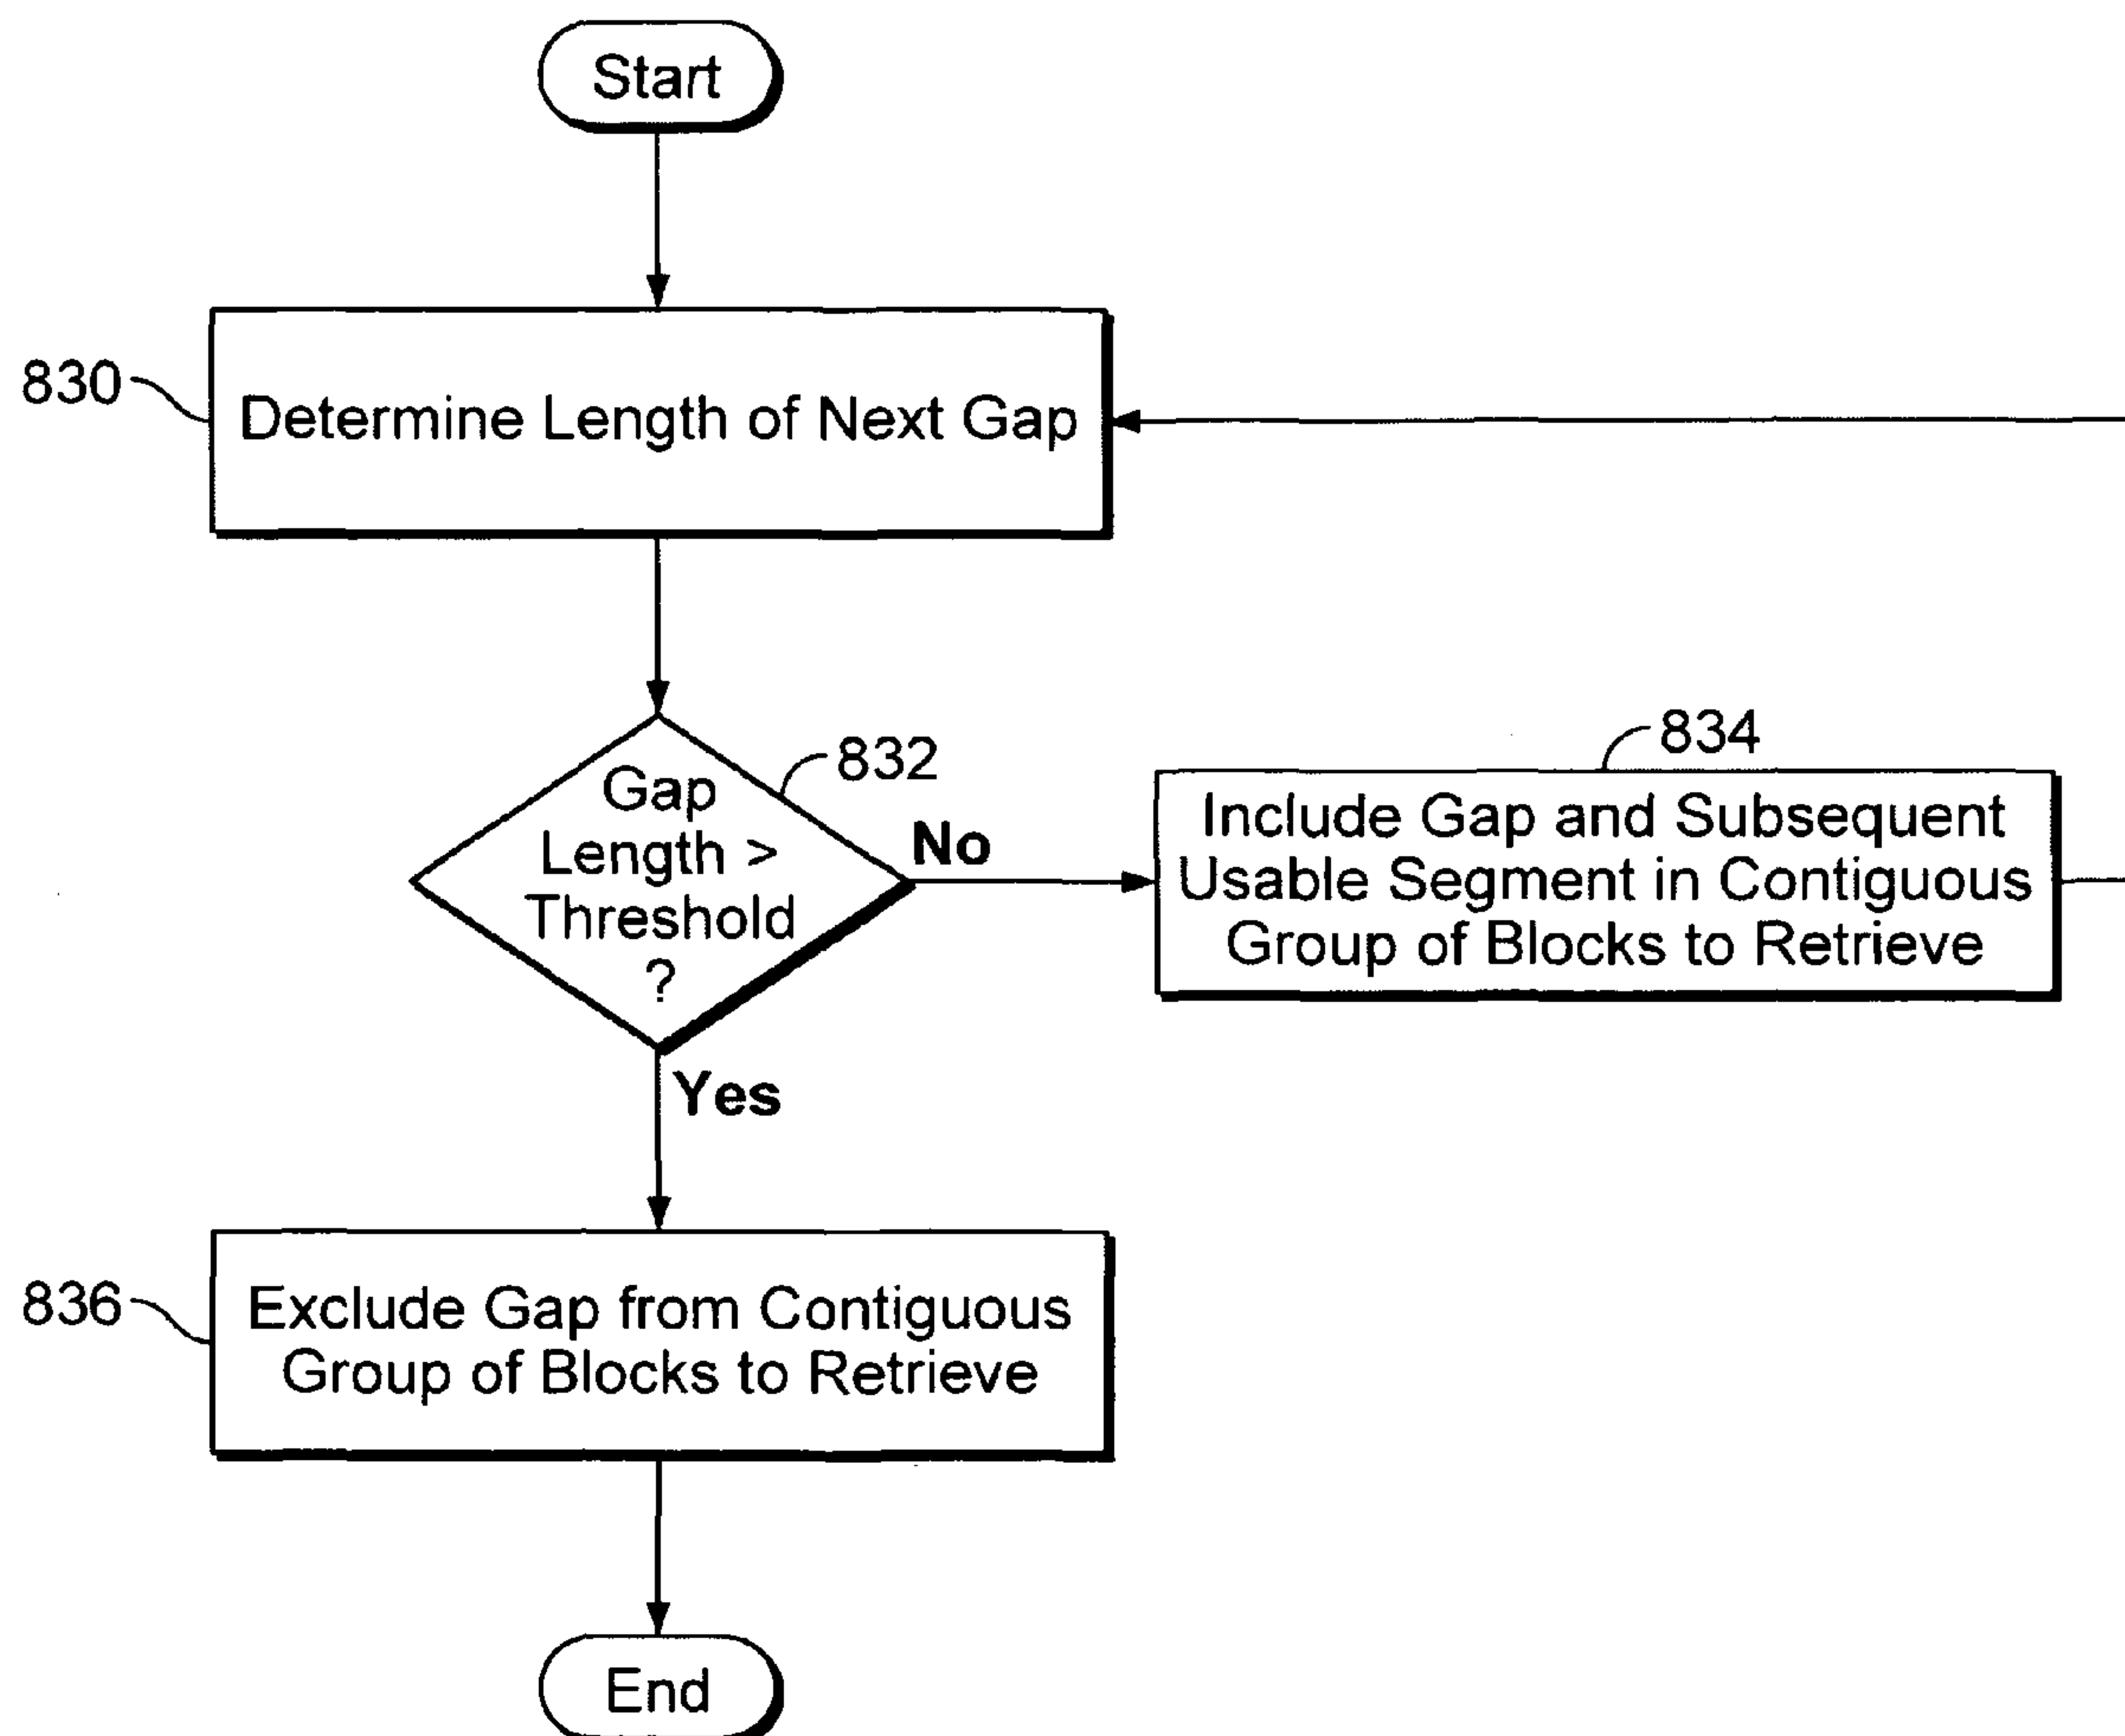 Start
830
Determine Length of Next Gap
832
Gap
Length >
Threshold
?
No
Yes
834
Include Gap and Subsequent
Usable Segment in Contiguous
Group of Blocks to Retrieve
836
Exclude Gap from Contiguous
Group of Blocks to Retrieve
End